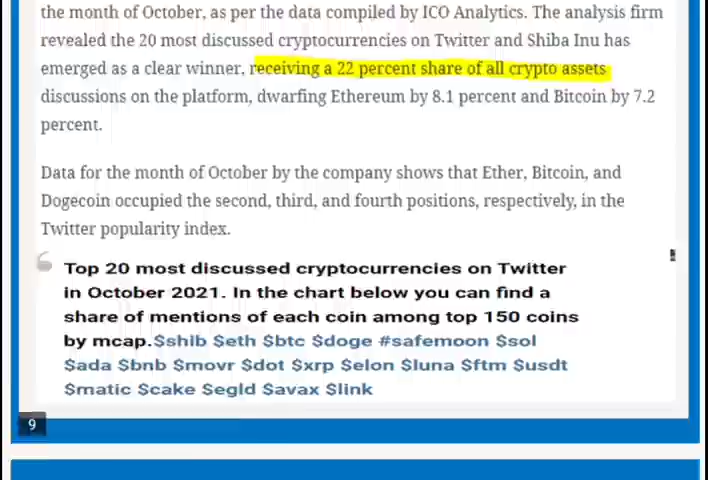 the month of October, as per the data compiled by ICO Analytics. The analysis firm
revealed the 20 most discussed cryptocurrencies on Twitter and Shiba Inu has
emerged as a clear winner, receiving a 22 percent share of all crypto assets
discussions on the platform, dwarfing Ethereum by 8.1 percent and Bitcoin by 7.2
percent.
Data for the month of October by the company shows that Ether, Bitcoin, and
Dogecoin occupied the second, third, and fourth positions, respectively, in the
Twitter popularity index.
Top 20 most discussed cryptocurrencies on Twitter
in October 2021. In the chart below you can find a
share of mentions of each coin among top 150 coins
by mcap.$shib $eth $btc $doge #safemoon $sol
$ada $bnb $movr $dot $xrp $elon $luna $ftm $usdt
$matic $cake $egld $avax $link
9